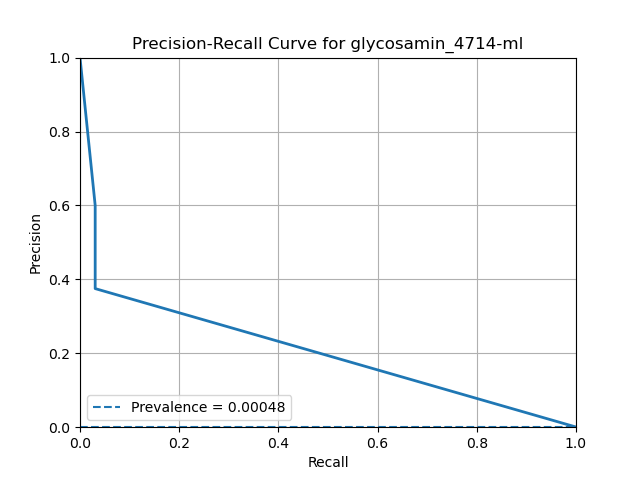 Precision-Recall Curve for glycosamin_4714-ml
1.0
0.8
0.6
0.4
0.2
0.0
Precision
Prevalence = 0.00048
0.0 0.2 0.4 0.6 0.8 1.0
Recall